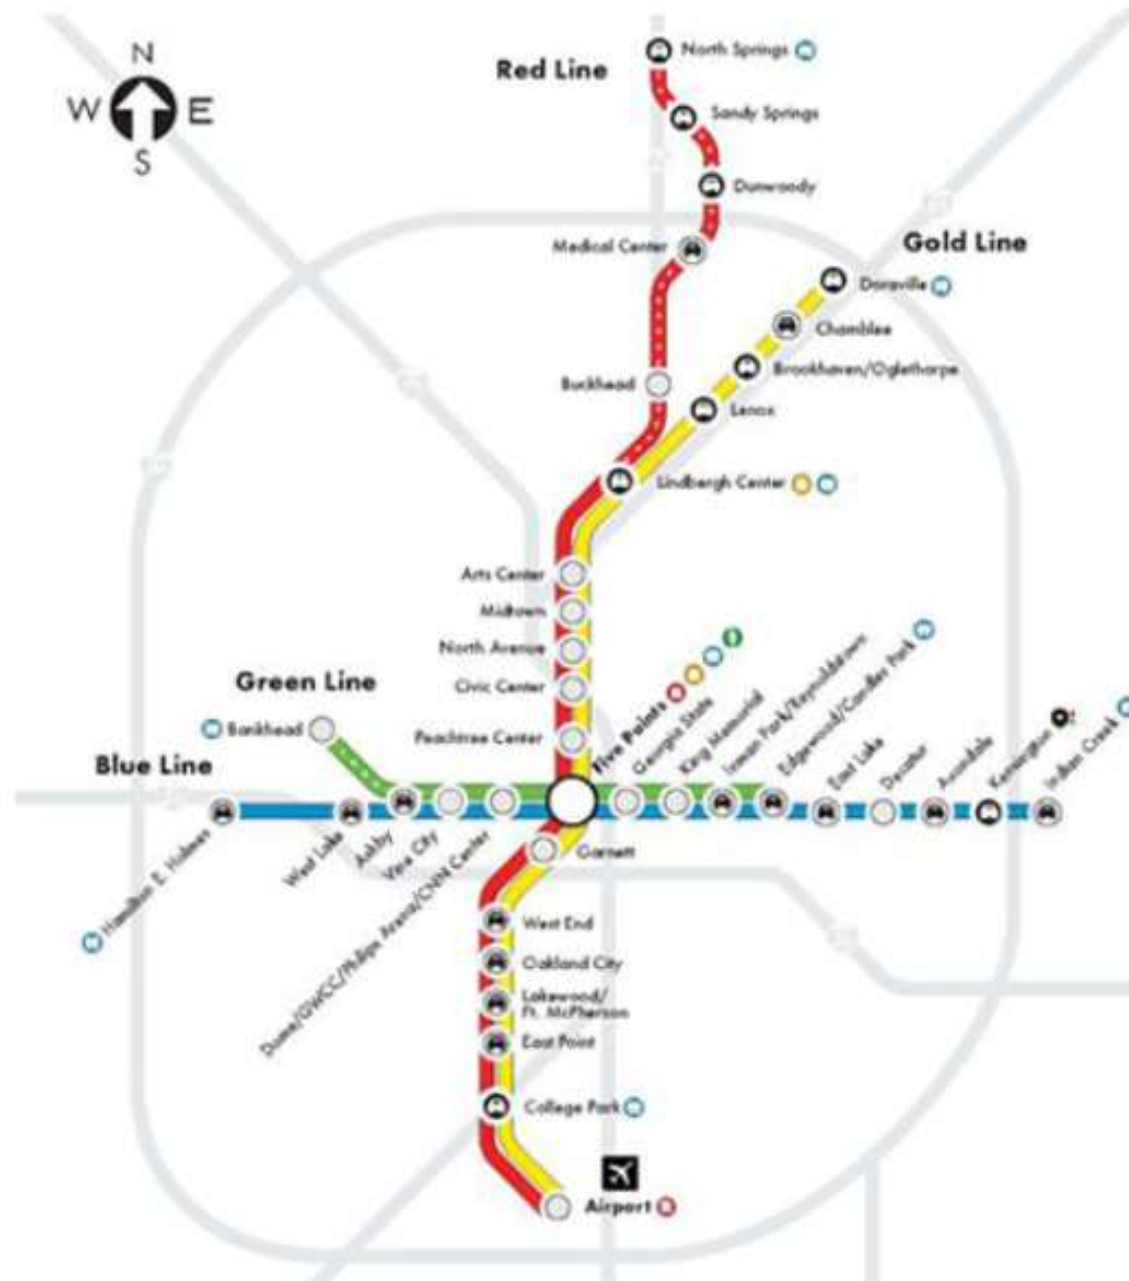 N
W E
S
Red Line
North Springs
Sandy Springs
Dunwoody
Medical Center
Gold Line
Doraville
Chamblee
Brookhaven/Oglethorpe
Buckhead
Lenox
Lindbergh Center
Arts Center
Midtown
North Avenue
Civic Center
Peachtree Center
Green Line
Bankhead
Blue Line
Five Points
Georgia State
King Memorial
Inman Park/Reynoldstown
Edgewood/Candler Park
East Lake
Decatur
Avondale
Kensington
Indian Creek
Hamilton E. Holmes
West Lake
Ashby
Vine City
Dome/GWCC/Philips Arena/CNN Center
Garnett
West End
Oakland City
Lakewood/
Ft. McPherson
East Point
College Park
Airport